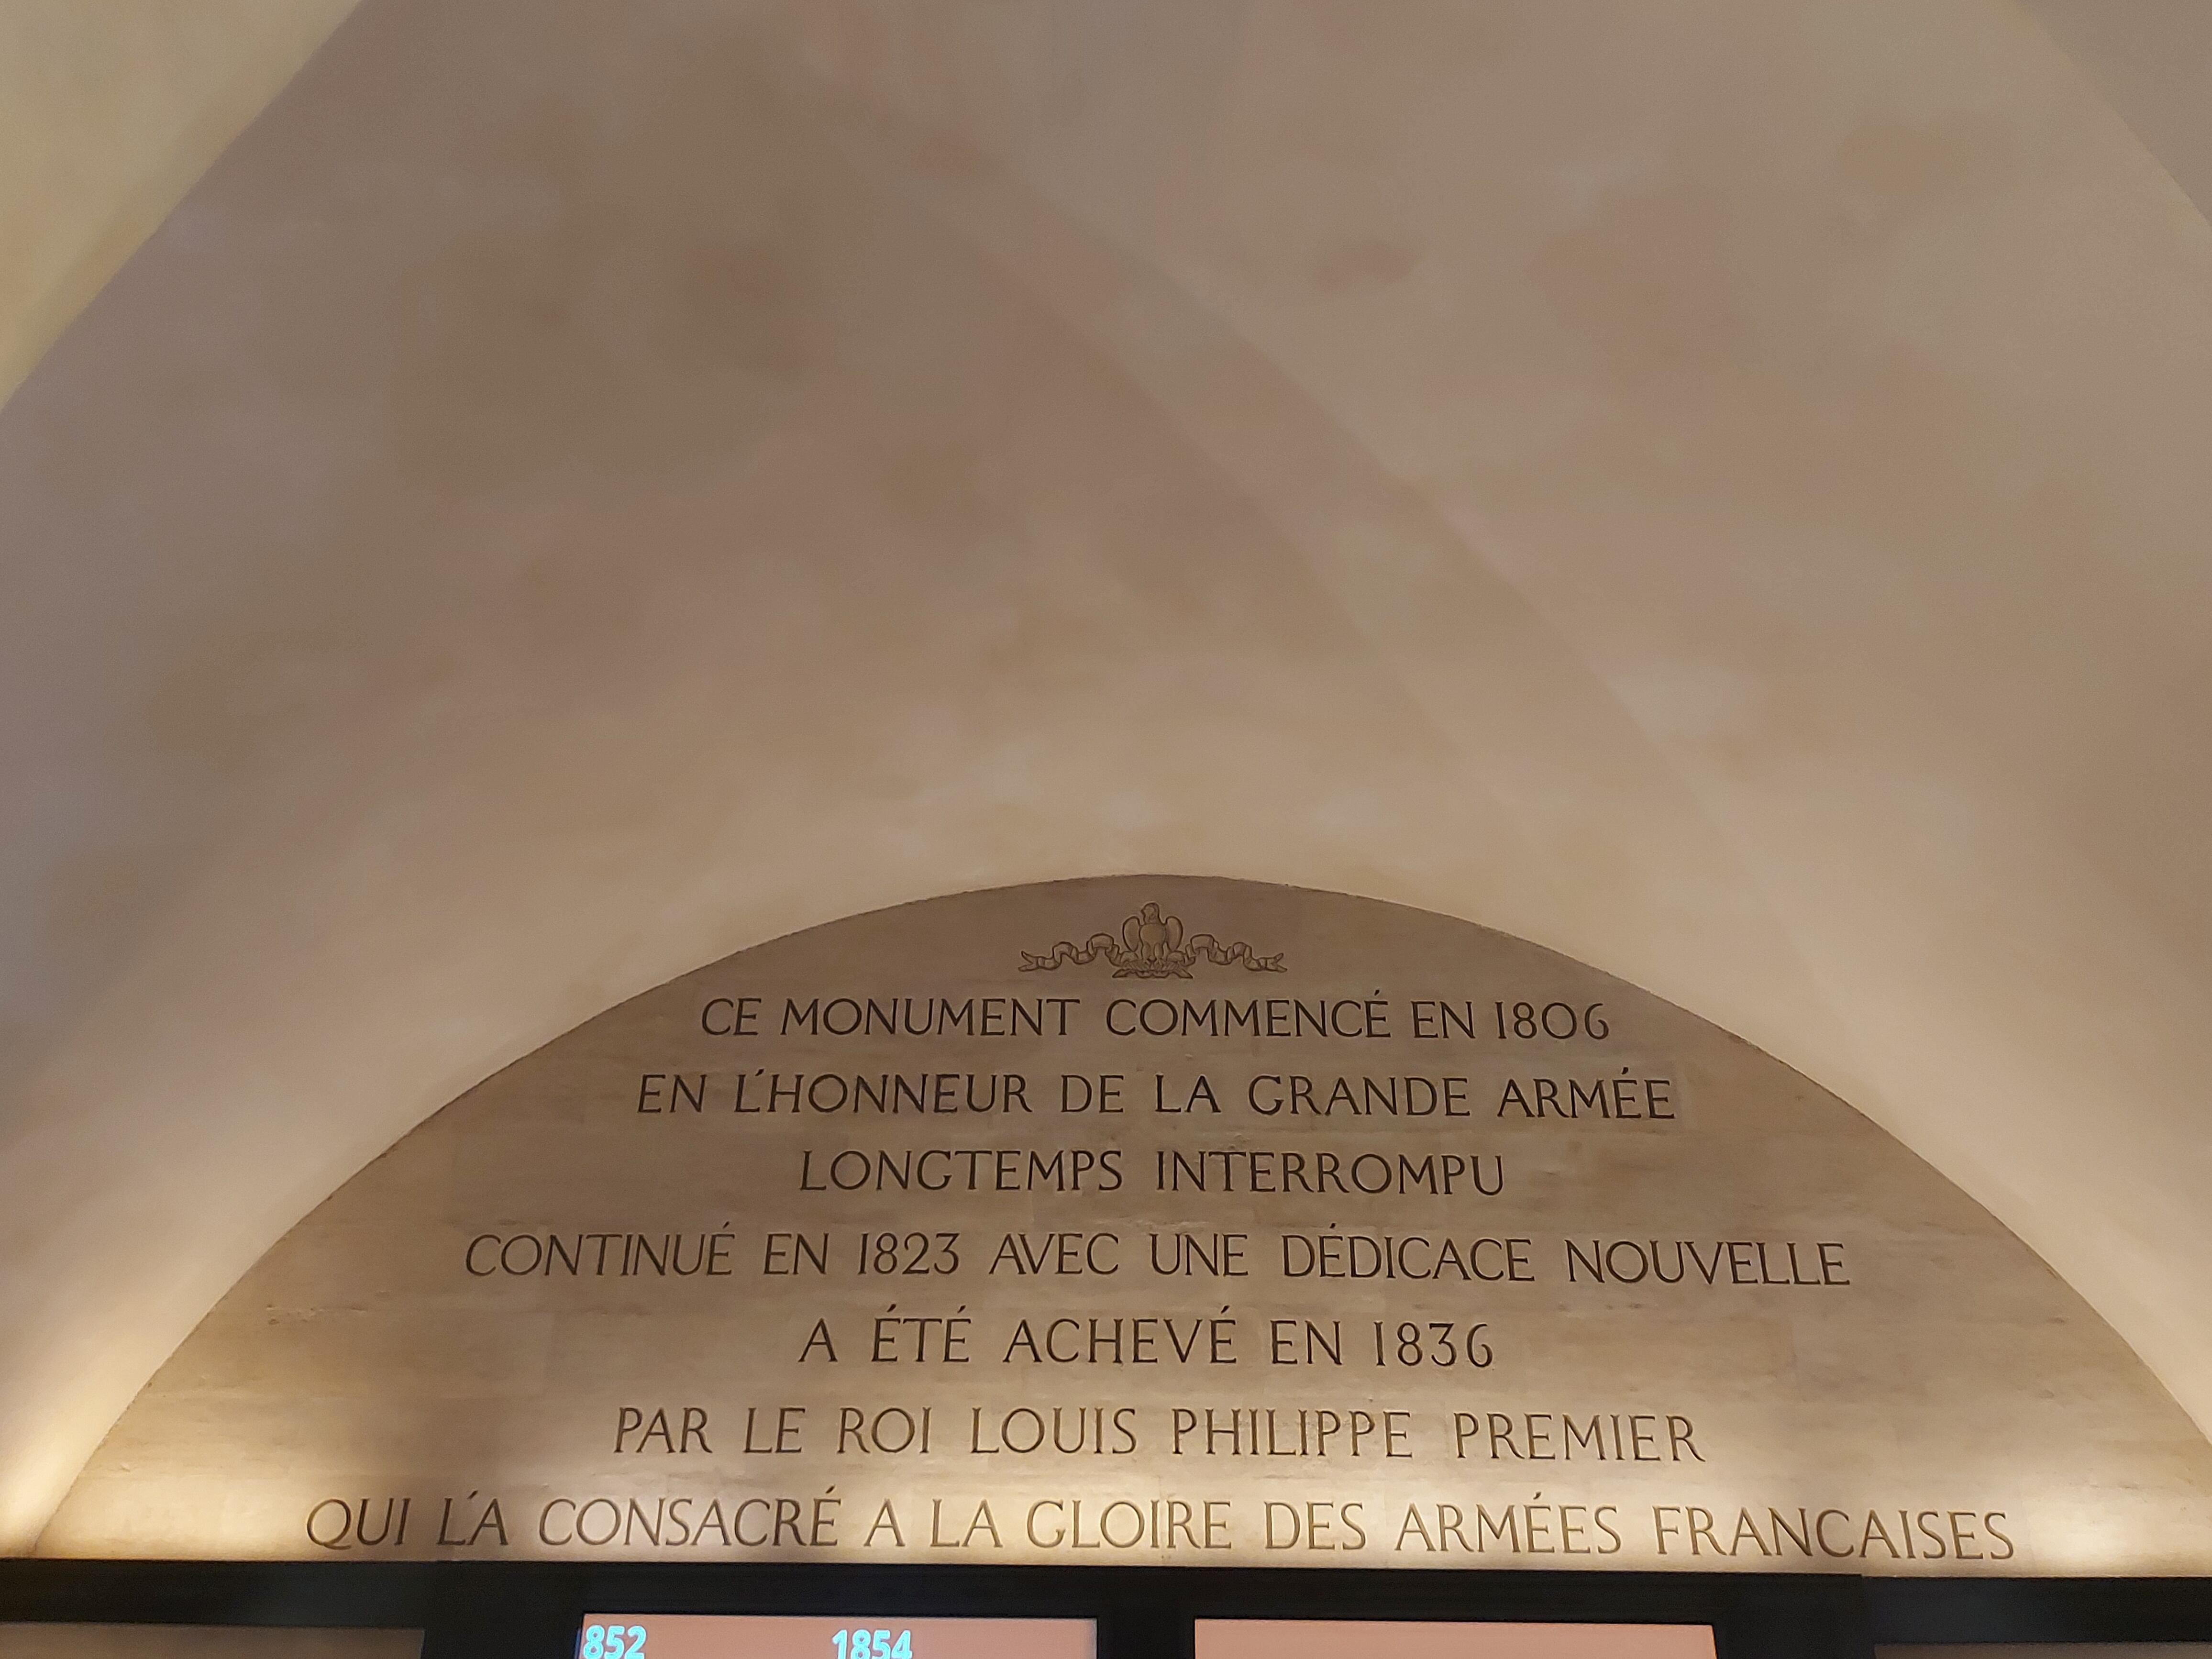 CE MONUMENT COMMENCÉ EN 1806
EN L'HONNEUR DE LA GRANDE ARMÉE
LONGTEMPS INTERROMPU
CONTINUÉ EN 1823 AVEC UNE DÉDICACE NOUVELLE
A ÉTÉ ACHEVÉ EN 1836
PAR LE ROI LOUIS PHILIPPE PREMIER
QUI L'A CONSACRÉ A LA GLOIRE DES ARMÉES FRANCAISES
852 1854